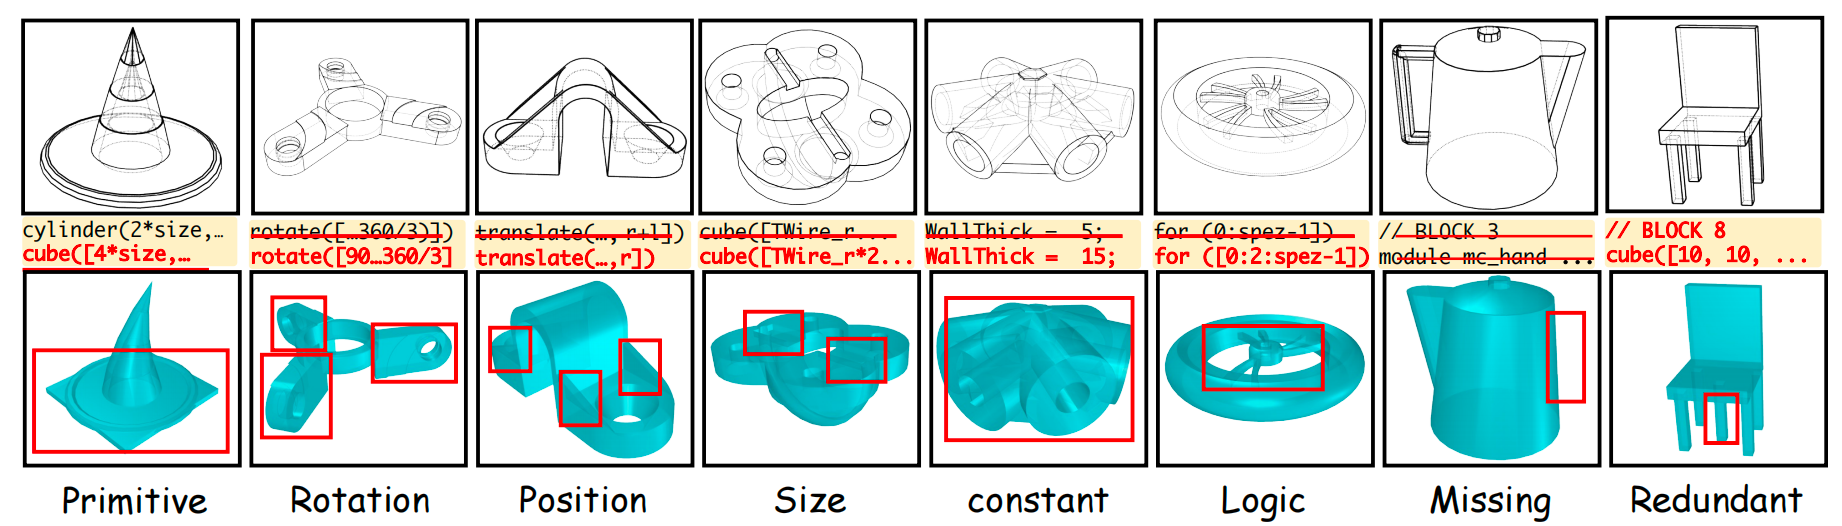 cylinder(2*size,…
cube([4*size,…
rotate([…360/3)])
rotate([90…360/3]
translate(…, r+l])
translate(…,r])
cube([TWire_r...
cube([TWire_r*2...
WallThick = 5;
WallThick = 15;
for (0:spez-1])
for ([0:2:spez-1])
// BLOCK 3
module mc_hand ...
// BLOCK 8
cube([10, 10, ...
Primitive
Rotation
Position
Size
constant
Logic
Missing
Redundant